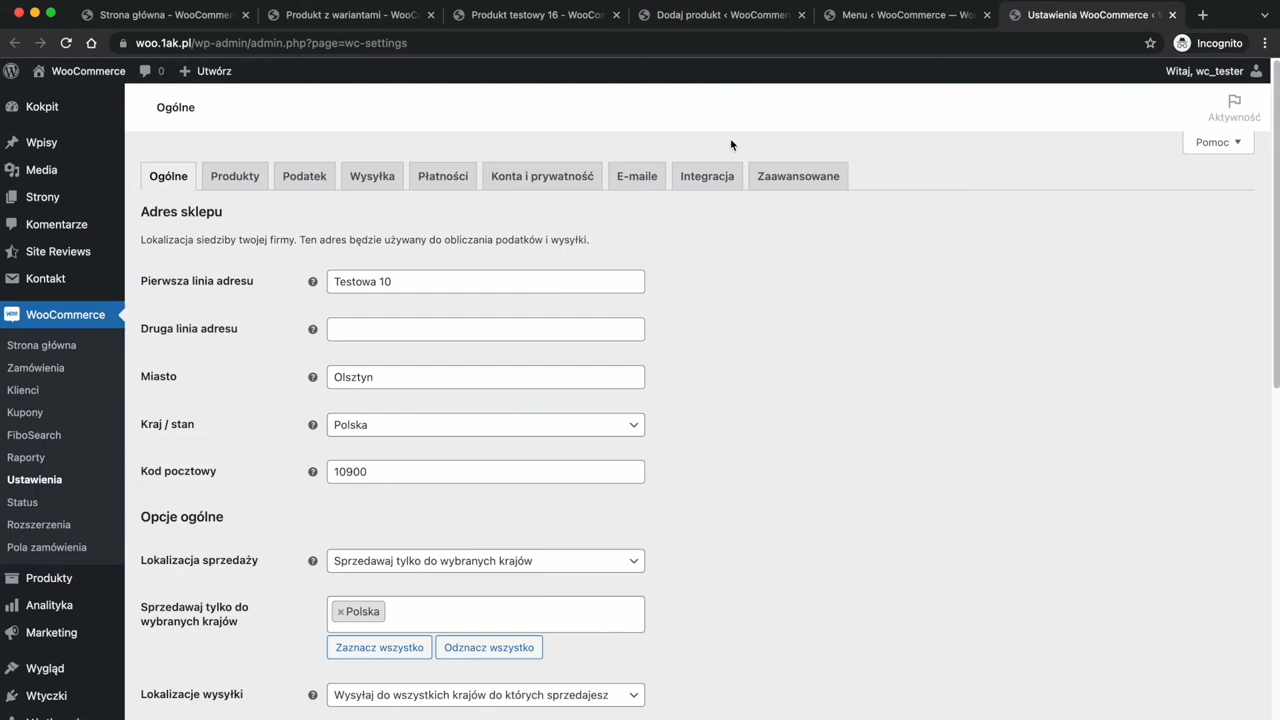 Strona główna - WooCommerc
Produkt z wariantami - WooC
Produkt testowy 16 - WooCom
Dodaj produkt ‹ WooCommerc
Menu ‹ WooCommerce — Wo
Ustawienia WooCommerce ‹ W
woo.1ak.pl/wp-admin/admin.php?page=wc-settings
Incognito
WooCommerce
0
Utwórz
Witaj, wc_tester
Kokpit
Wpisy
Media
Strony
Komentarze
Site Reviews
Kontakt
WooCommerce
Strona główna
Zamówienia
Klienci
Kupony
FiboSearch
Raporty
Ustawienia
Status
Rozszerzenia
Pola zamówienia
Produkty
Analityka
Marketing
Wygląd
Wtyczki
Ogólne
Aktywność
Pomoc
Ogólne
Produkty
Podatek
Wysyłka
Płatności
Konta i prywatność
E-maile
Integracja
Zaawansowane
Adres sklepu
Lokalizacja siedziby twojej firmy. Ten adres będzie używany do obliczania podatków i wysyłki.
Pierwsza linia adresu
Testowa 10
Druga linia adresu
Miasto
Olsztyn
Kraj / stan
Polska
Kod pocztowy
10900
Opcje ogólne
Lokalizacja sprzedaży
Sprzedawaj tylko do wybranych krajów
Sprzedawaj tylko do
wybranych krajów
× Polska
Zaznacz wszystko
Odznacz wszystko
Lokalizacje wysyłki
Wysyłaj do wszystkich krajów do których sprzedajesz